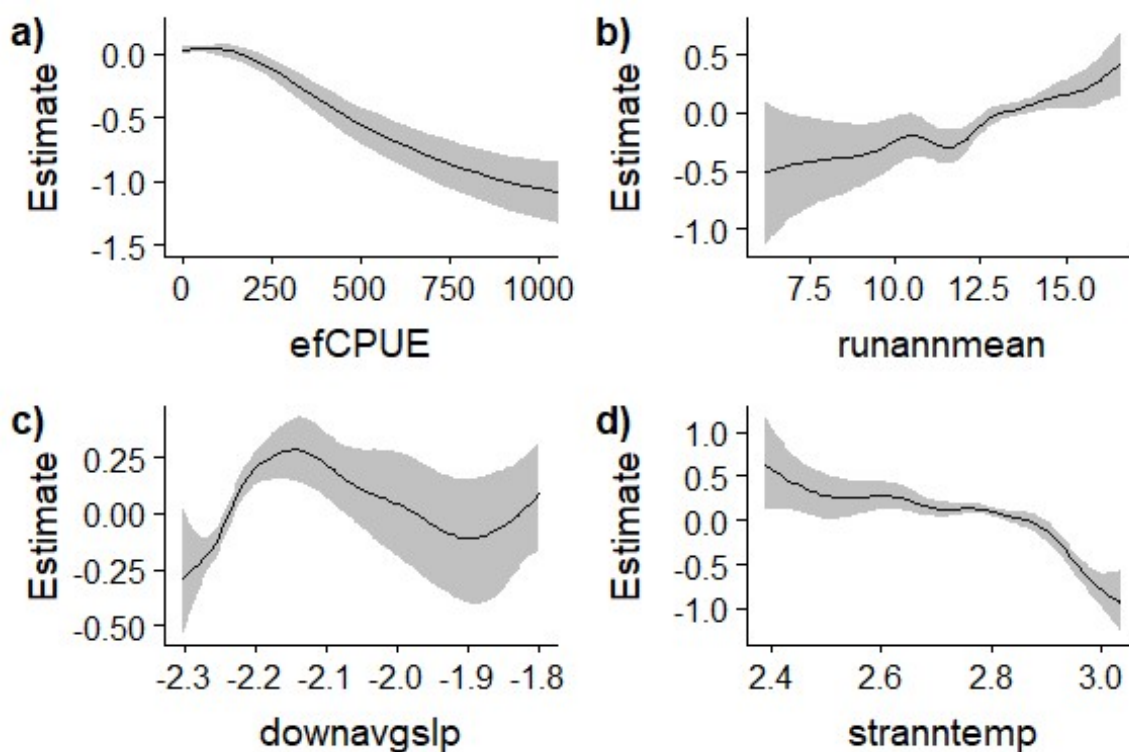 a)
Estimate
0.0
-0.5
-1.0
-1.5
0 250 500 750 1000
efCPUE
b)
Estimate
0.5
0.0
-0.5
-1.0
7.5 10.0 12.5 15.0
runannmean
c)
Estimate
0.25
0.00
-0.25
-0.50
-2.3 -2.2 -2.1 -2.0 -1.9 -1.8
downavgslp
d)
Estimate
1.0
0.5
0.0
-0.5
-1.0
2.4 2.6 2.8 3.0
stranntemp